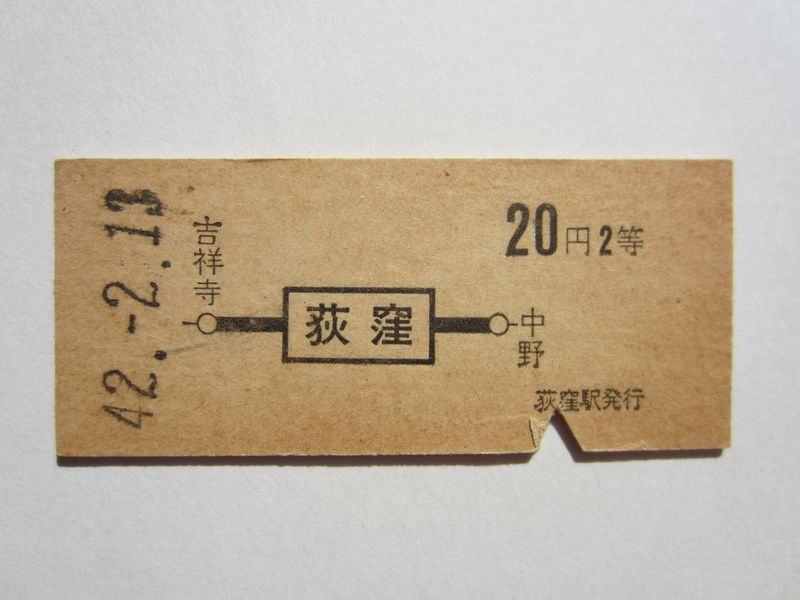 42.-2.13
20円2等
吉祥寺
荻窪
中野
荻窪駅発行